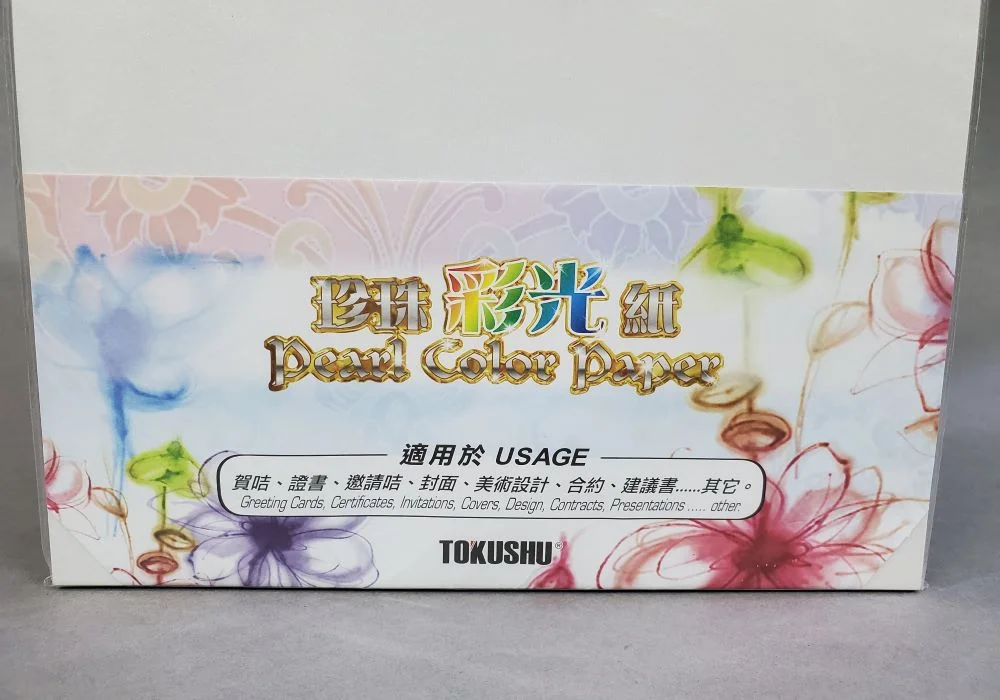 珍珠彩光紙
Pearl Color Paper
適用於 USAGE
賀咭、證書、邀請咭、封面、美術設計、合約、建議書......其它。
Greeting Cards, Certificates, Invitations, Covers, Design, Contracts, Presentations ..... other.
TOKUSHU®